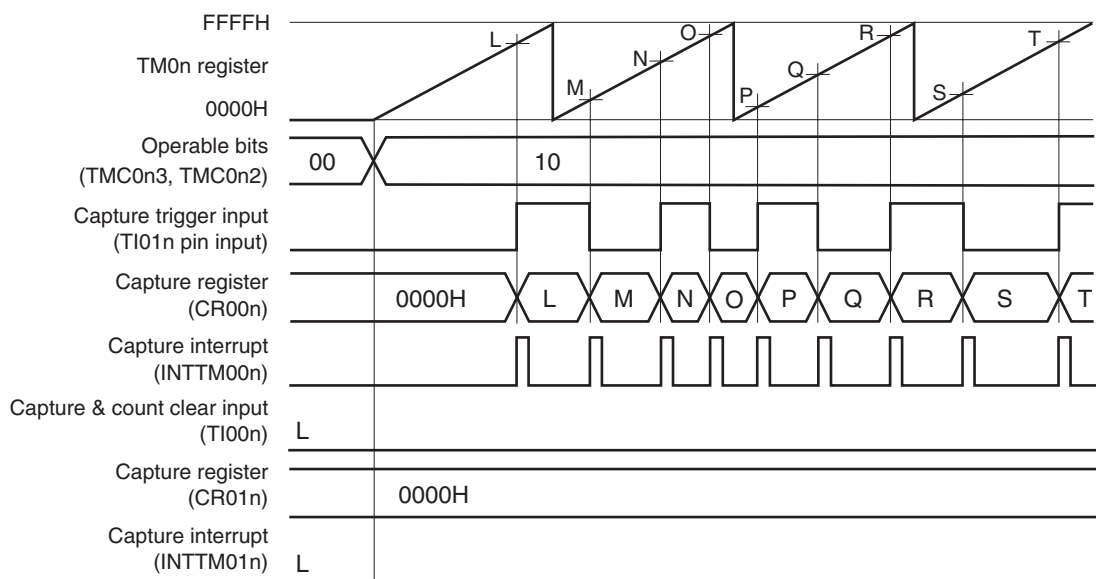 FFFFH
TM0n register
0000H
L
M
N
O
P
Q
R
S
T
Operable bits
(TMC0n3, TMC0n2)
00
10
Capture trigger input
(TI01n pin input)
Capture register
(CR00n)
0000H L M N O P Q R S T
Capture interrupt
(INTTM00n)
Capture & count clear input
(TI00n)
L
Capture register
(CR01n)
0000H
Capture interrupt
(INTTM01n)
L